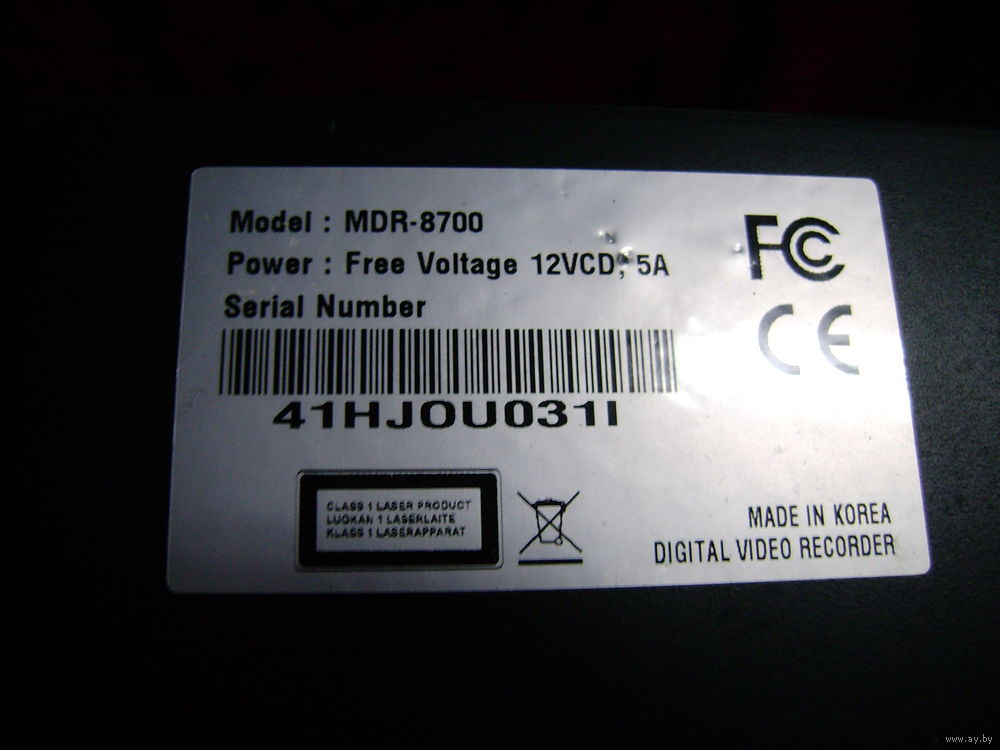 Model : MDR-8700
Power : Free Voltage 12VCD, 5A
Serial Number
41HJOU031I
FC
CE
CLASS 1 LASER PRODUCT
LUOKAN 1 LASERLAITE
KLASS 1 LASERAPPARAT
MADE IN KOREA
DIGITAL VIDEO RECORDER
www.ay.by